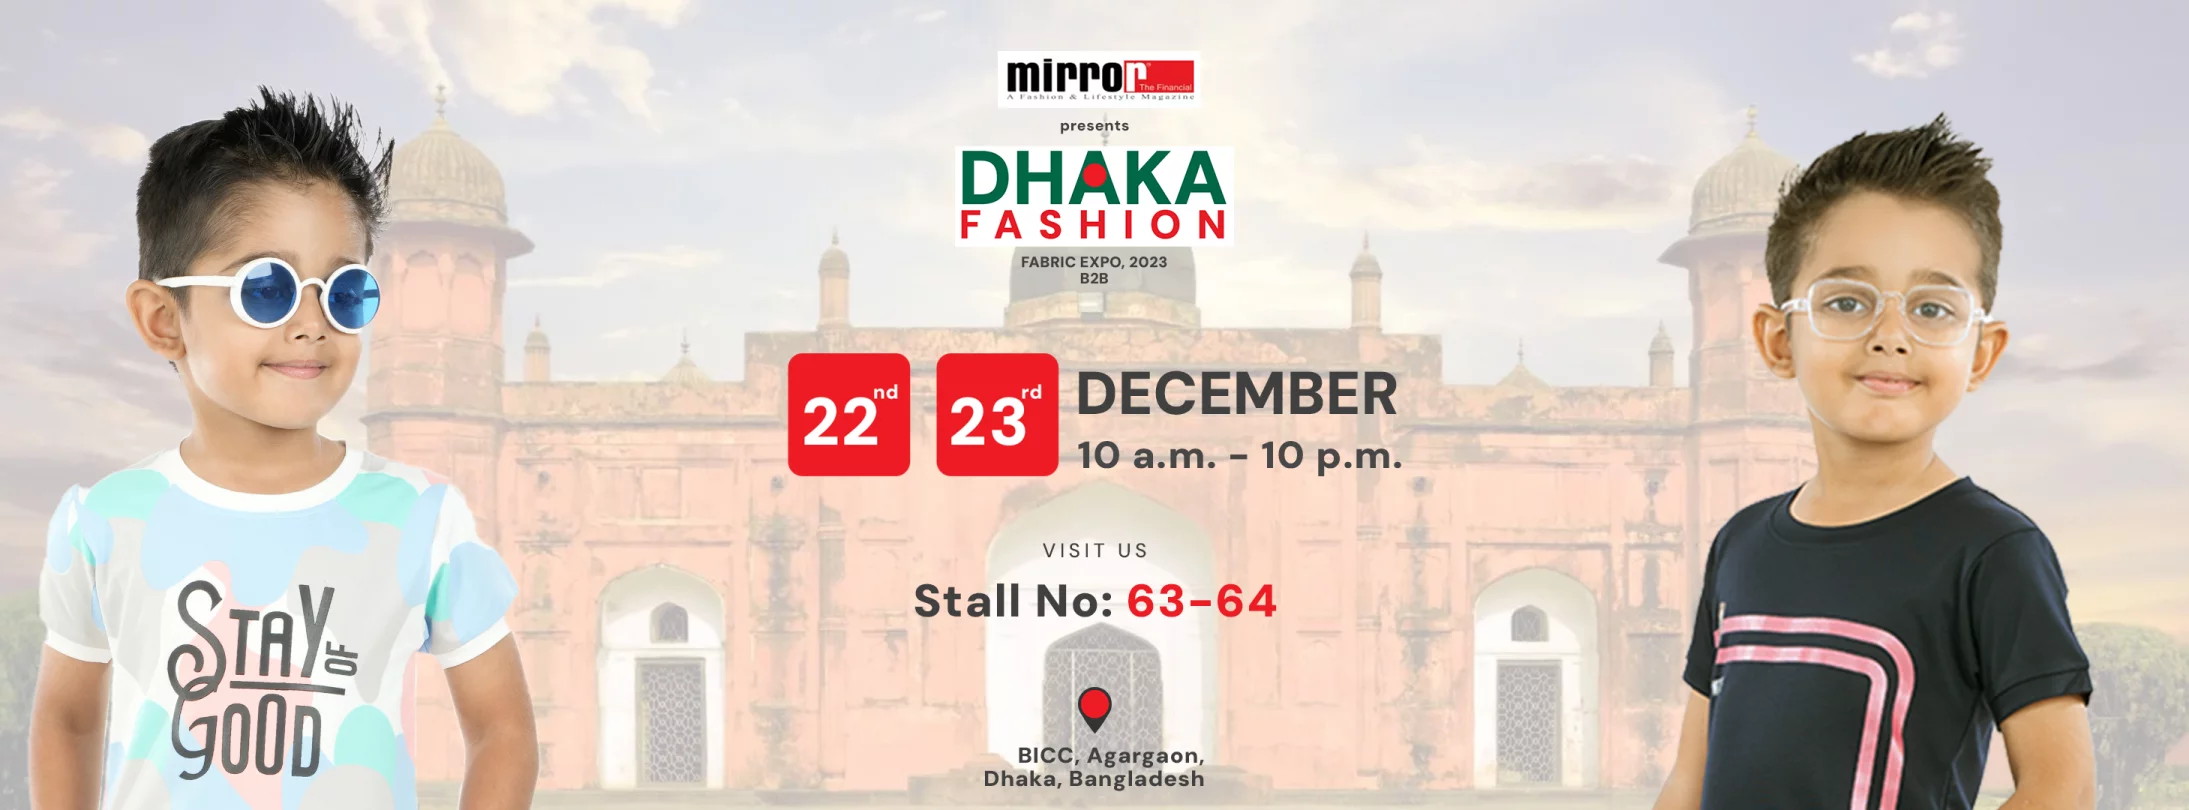 mirror
The Financial
A Fashion & Lifestyle Magazine
presents
DHAKA
FASHION
FABRIC EXPO, 2023
B2B
22nd 23rd DECEMBER
10 a.m. - 10 p.m.
VISIT US
Stall No: 63-64
BICC, Agargaon,
Dhaka, Bangladesh
STAY OF
GOOD